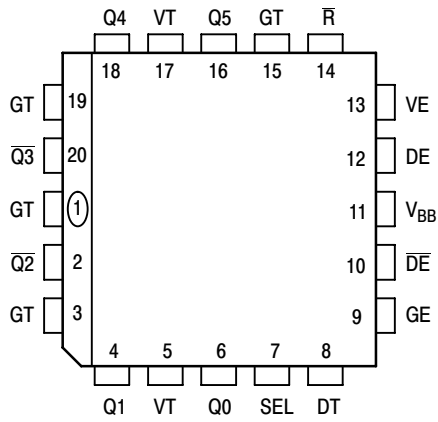 Q4 VT Q5 GT R̅
18 17 16 15 14
GT 19 13 VE
Q̅3̅ 20 12 DE
GT 1 11 VBB
Q̅2̅ 2 10 D̅E̅
GT 3 9 GE
4 5 6 7 8
Q1 VT Q0 SEL DT